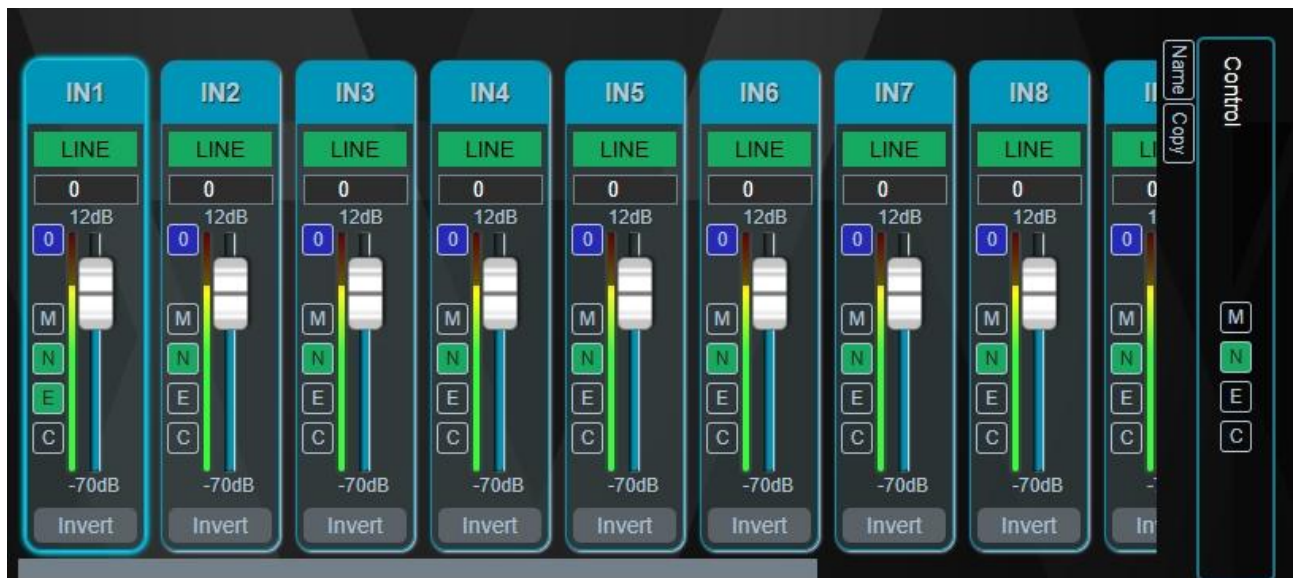 IN1 IN2 IN3 IN4 IN5 IN6 IN7 IN8 Name Control
LINE LINE LINE LINE LINE LINE LINE LINE Copy
0 0 0 0 0 0 0 0 0
12dB 12dB 12dB 12dB 12dB 12dB 12dB 12dB
0 0 0 0 0 0 0 0 0
M M M M M M M M M M
N N N N N N N N N N
E E E E E E E E E E
C C C C C C C C C C
-70dB -70dB -70dB -70dB -70dB -70dB -70dB -70dB
Invert Invert Invert Invert Invert Invert Invert Invert